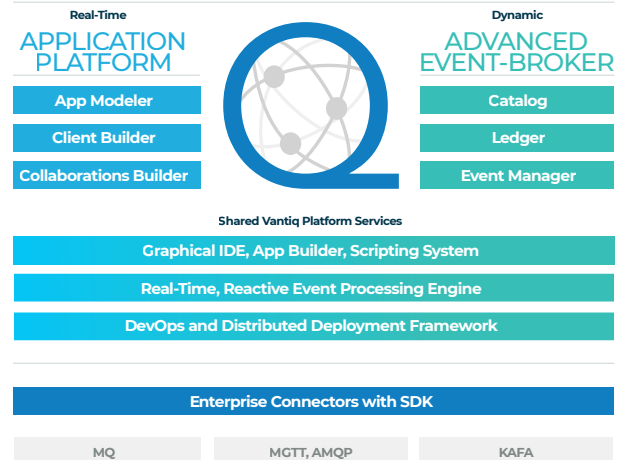 Real-Time
APPLICATION
PLATFORM
App Modeler
Client Builder
Collaborations Builder
Dynamic
ADVANCED
EVENT-BROKER
Catalog
Ledger
Event Manager
Shared Vantiq Platform Services
Graphical IDE, App Builder, Scripting System
Real-Time, Reactive Event Processing Engine
DevOps and Distributed Deployment Framework
Enterprise Connectors with SDK
MQ
MGTT, AMQP
KAFA